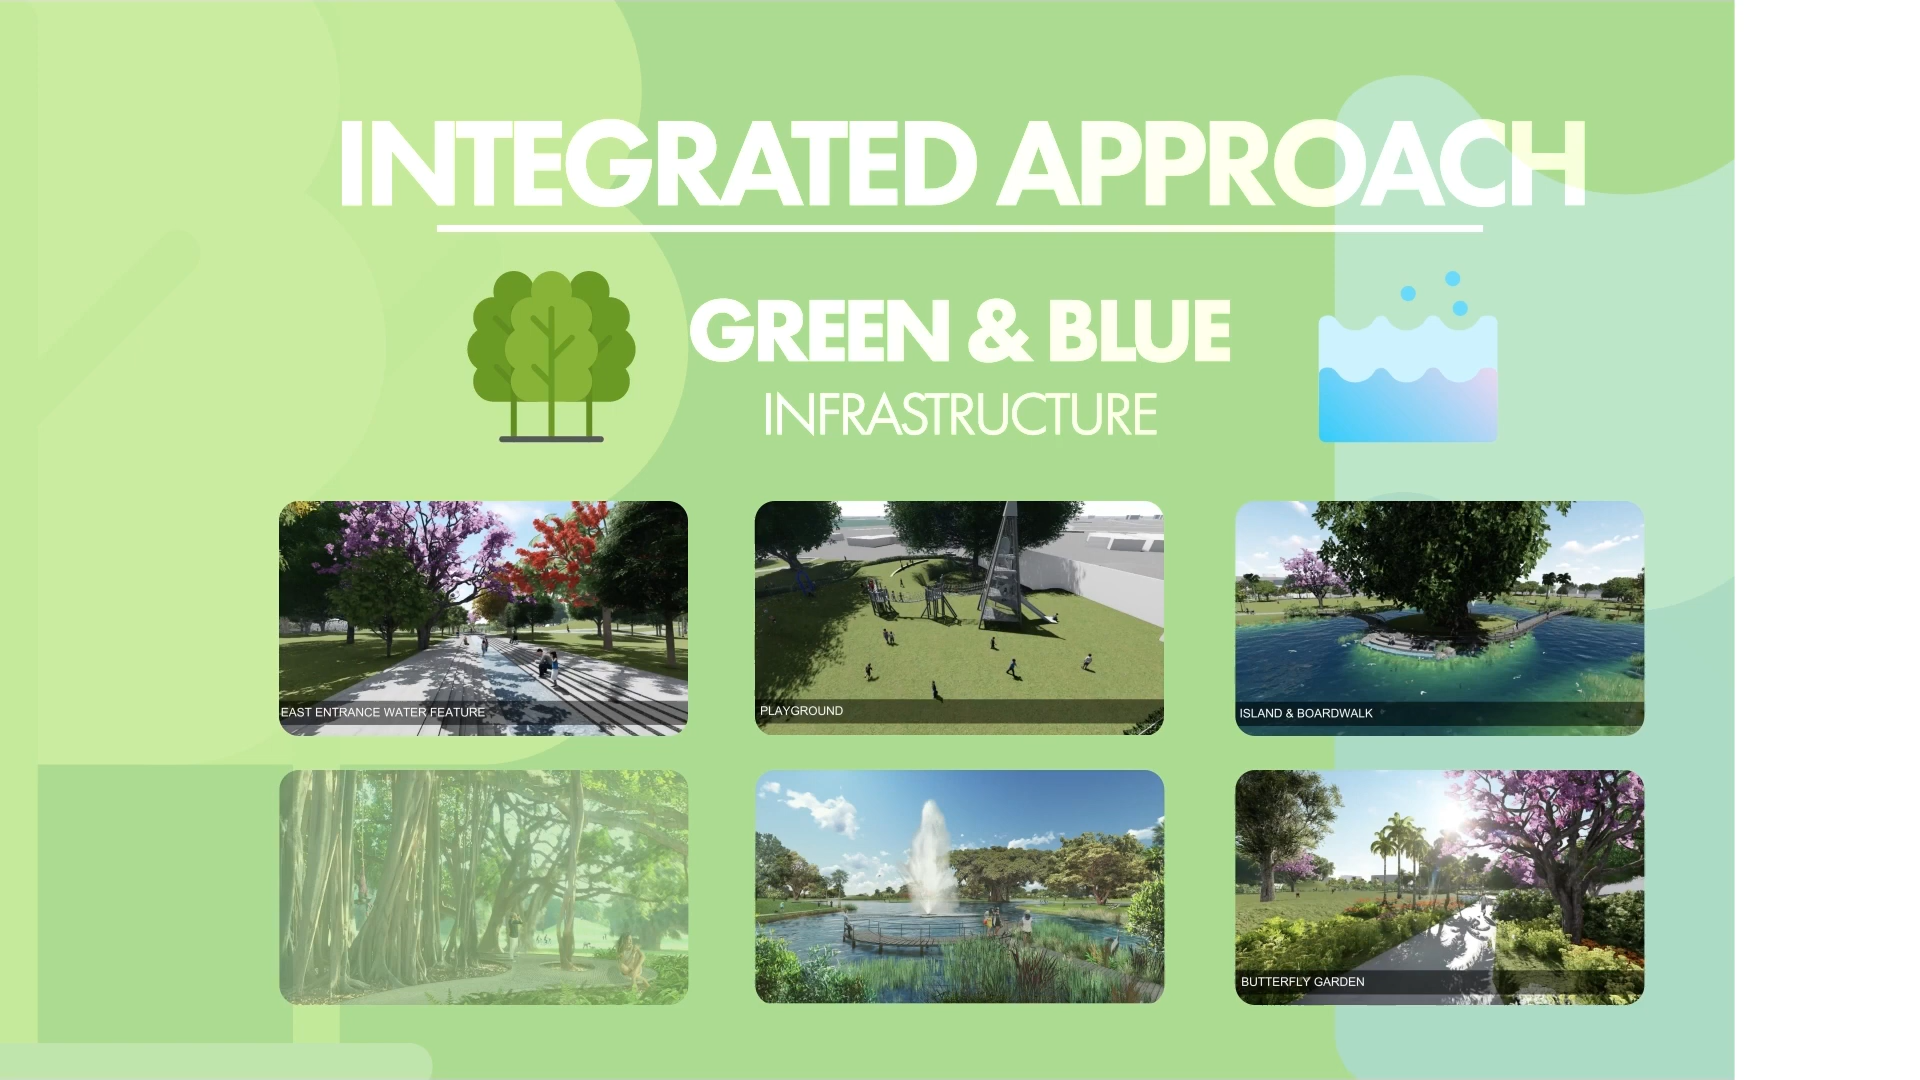 INTEGRATED APPROACH
GREEN & BLUE
INFRASTRUCTURE
EAST ENTRANCE WATER FEATURE
PLAYGROUND
ISLAND & BOARDWALK
BUTTERFLY GARDEN